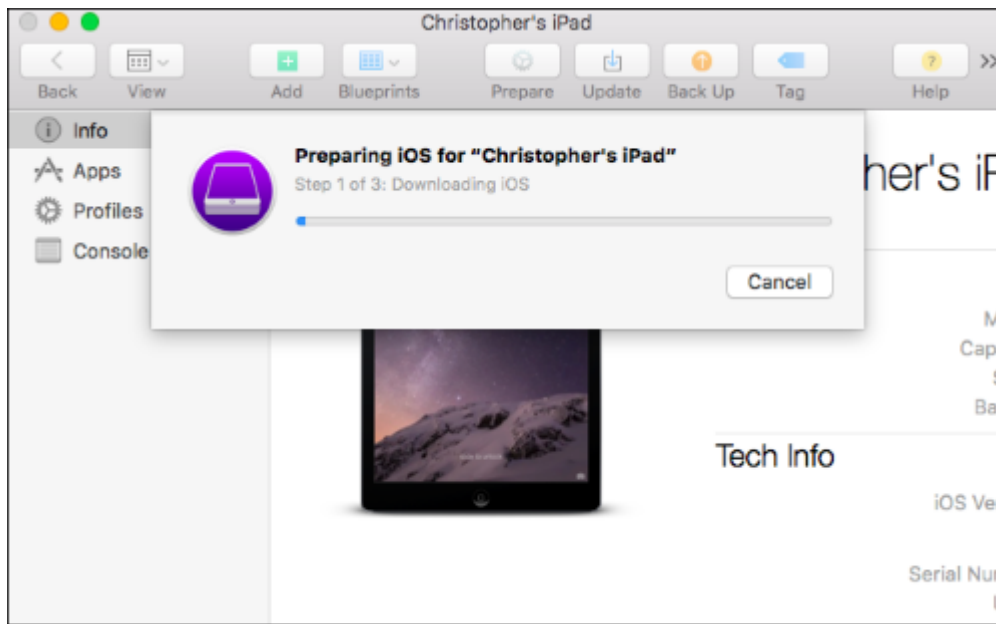 Christopher's iPad
Back View Add Blueprints Prepare Update Back Up Tag Help
Info
Apps
Profiles
Console
Preparing iOS for “Christopher's iPad”
Step 1 of 3: Downloading iOS
Cancel
her's iP
M
Cap
S
Ba
Tech Info
iOS Ve
Serial Nu